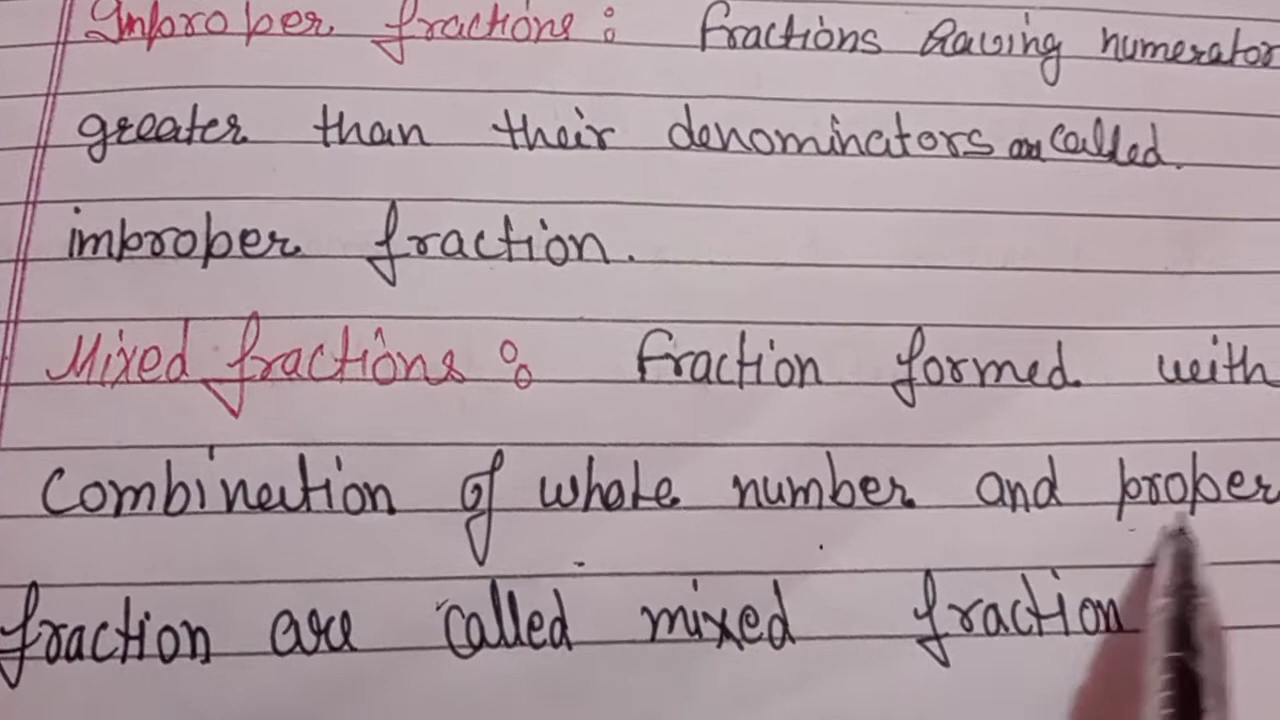 Improper fractions : Fractions having numerator
greater than their denominators are called
improper fraction.
Mixed fractions : Fraction formed with
Combination of whole number and proper
fraction are called mixed fraction